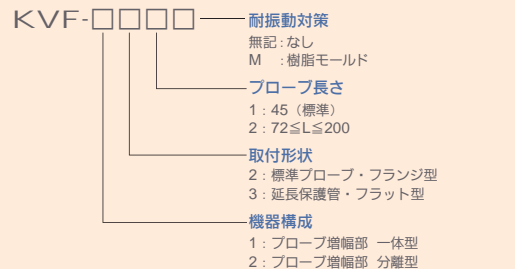 KVF-□□□□
耐振動対策
無記：なし
M　：樹脂モールド
プローブ長さ
1：45（標準）
2：72≦L≦200
取付形状
2：標準プローブ・フランジ型
3：延長保護管・フラット型
機器構成
1：プローブ増幅部 一体型
2：プローブ増幅部 分離型